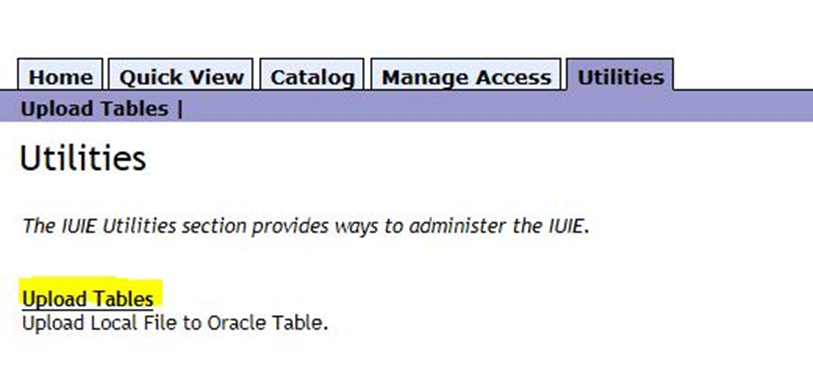 Home Quick View Catalog Manage Access Utilities
Upload Tables |
Utilities
The IUIE Utilities section provides ways to administer the IUIE.
Upload Tables
Upload Local File to Oracle Table.